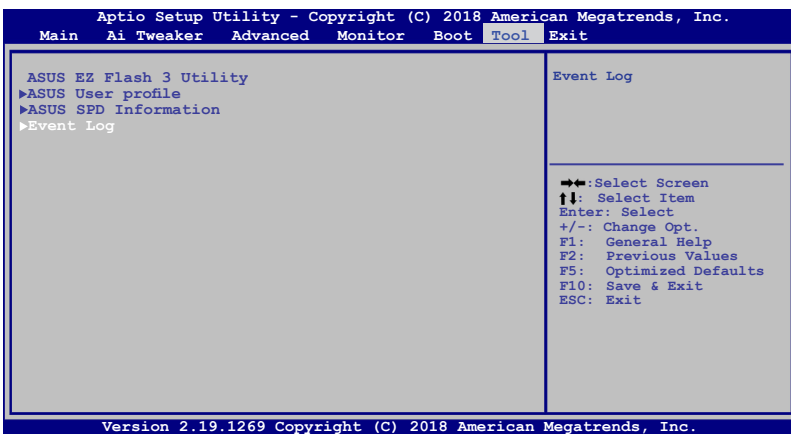 Aptio Setup Utility - Copyright (C) 2018 American Megatrends, Inc.
Main Ai Tweaker Advanced Monitor Boot Tool Exit
ASUS EZ Flash 3 Utility
▶ASUS User profile
▶ASUS SPD Information
▶Event Log
Event Log
→←:Select Screen
↑↓: Select Item
Enter: Select
+/-: Change Opt.
F1: General Help
F2: Previous Values
F5: Optimized Defaults
F10: Save & Exit
ESC: Exit
Version 2.19.1269 Copyright (C) 2018 American Megatrends, Inc.